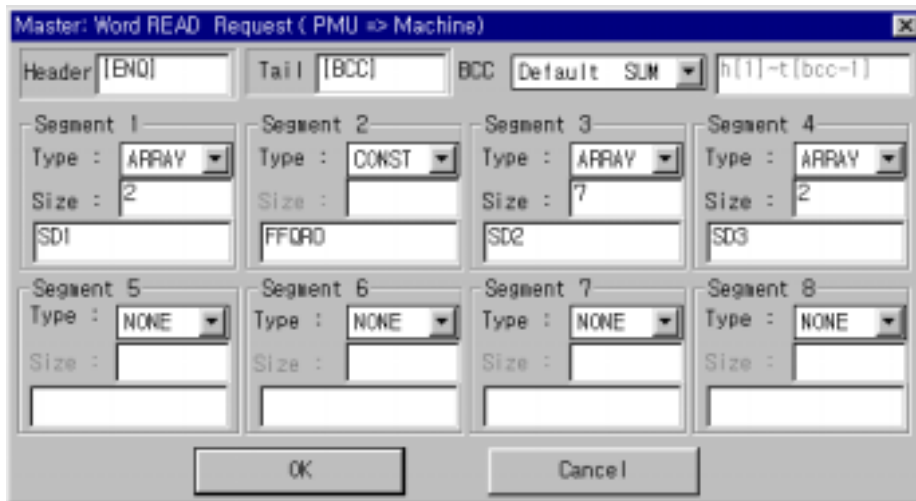 Master: Word READ Request ( PMU => Machine)
Header [ENQ] Tail [BCC] BCC Default SUM h[1]~t[bcc-1]
Segment 1 Segment 2 Segment 3 Segment 4
Type : ARRAY Type : CONST Type : ARRAY Type : ARRAY
Size : 2 Size : Size : 7 Size : 2
SD1 FFQR0 SD2 SD3
Segment 5 Segment 6 Segment 7 Segment 8
Type : NONE Type : NONE Type : NONE Type : NONE
Size : Size : Size : Size :
OK Cancel